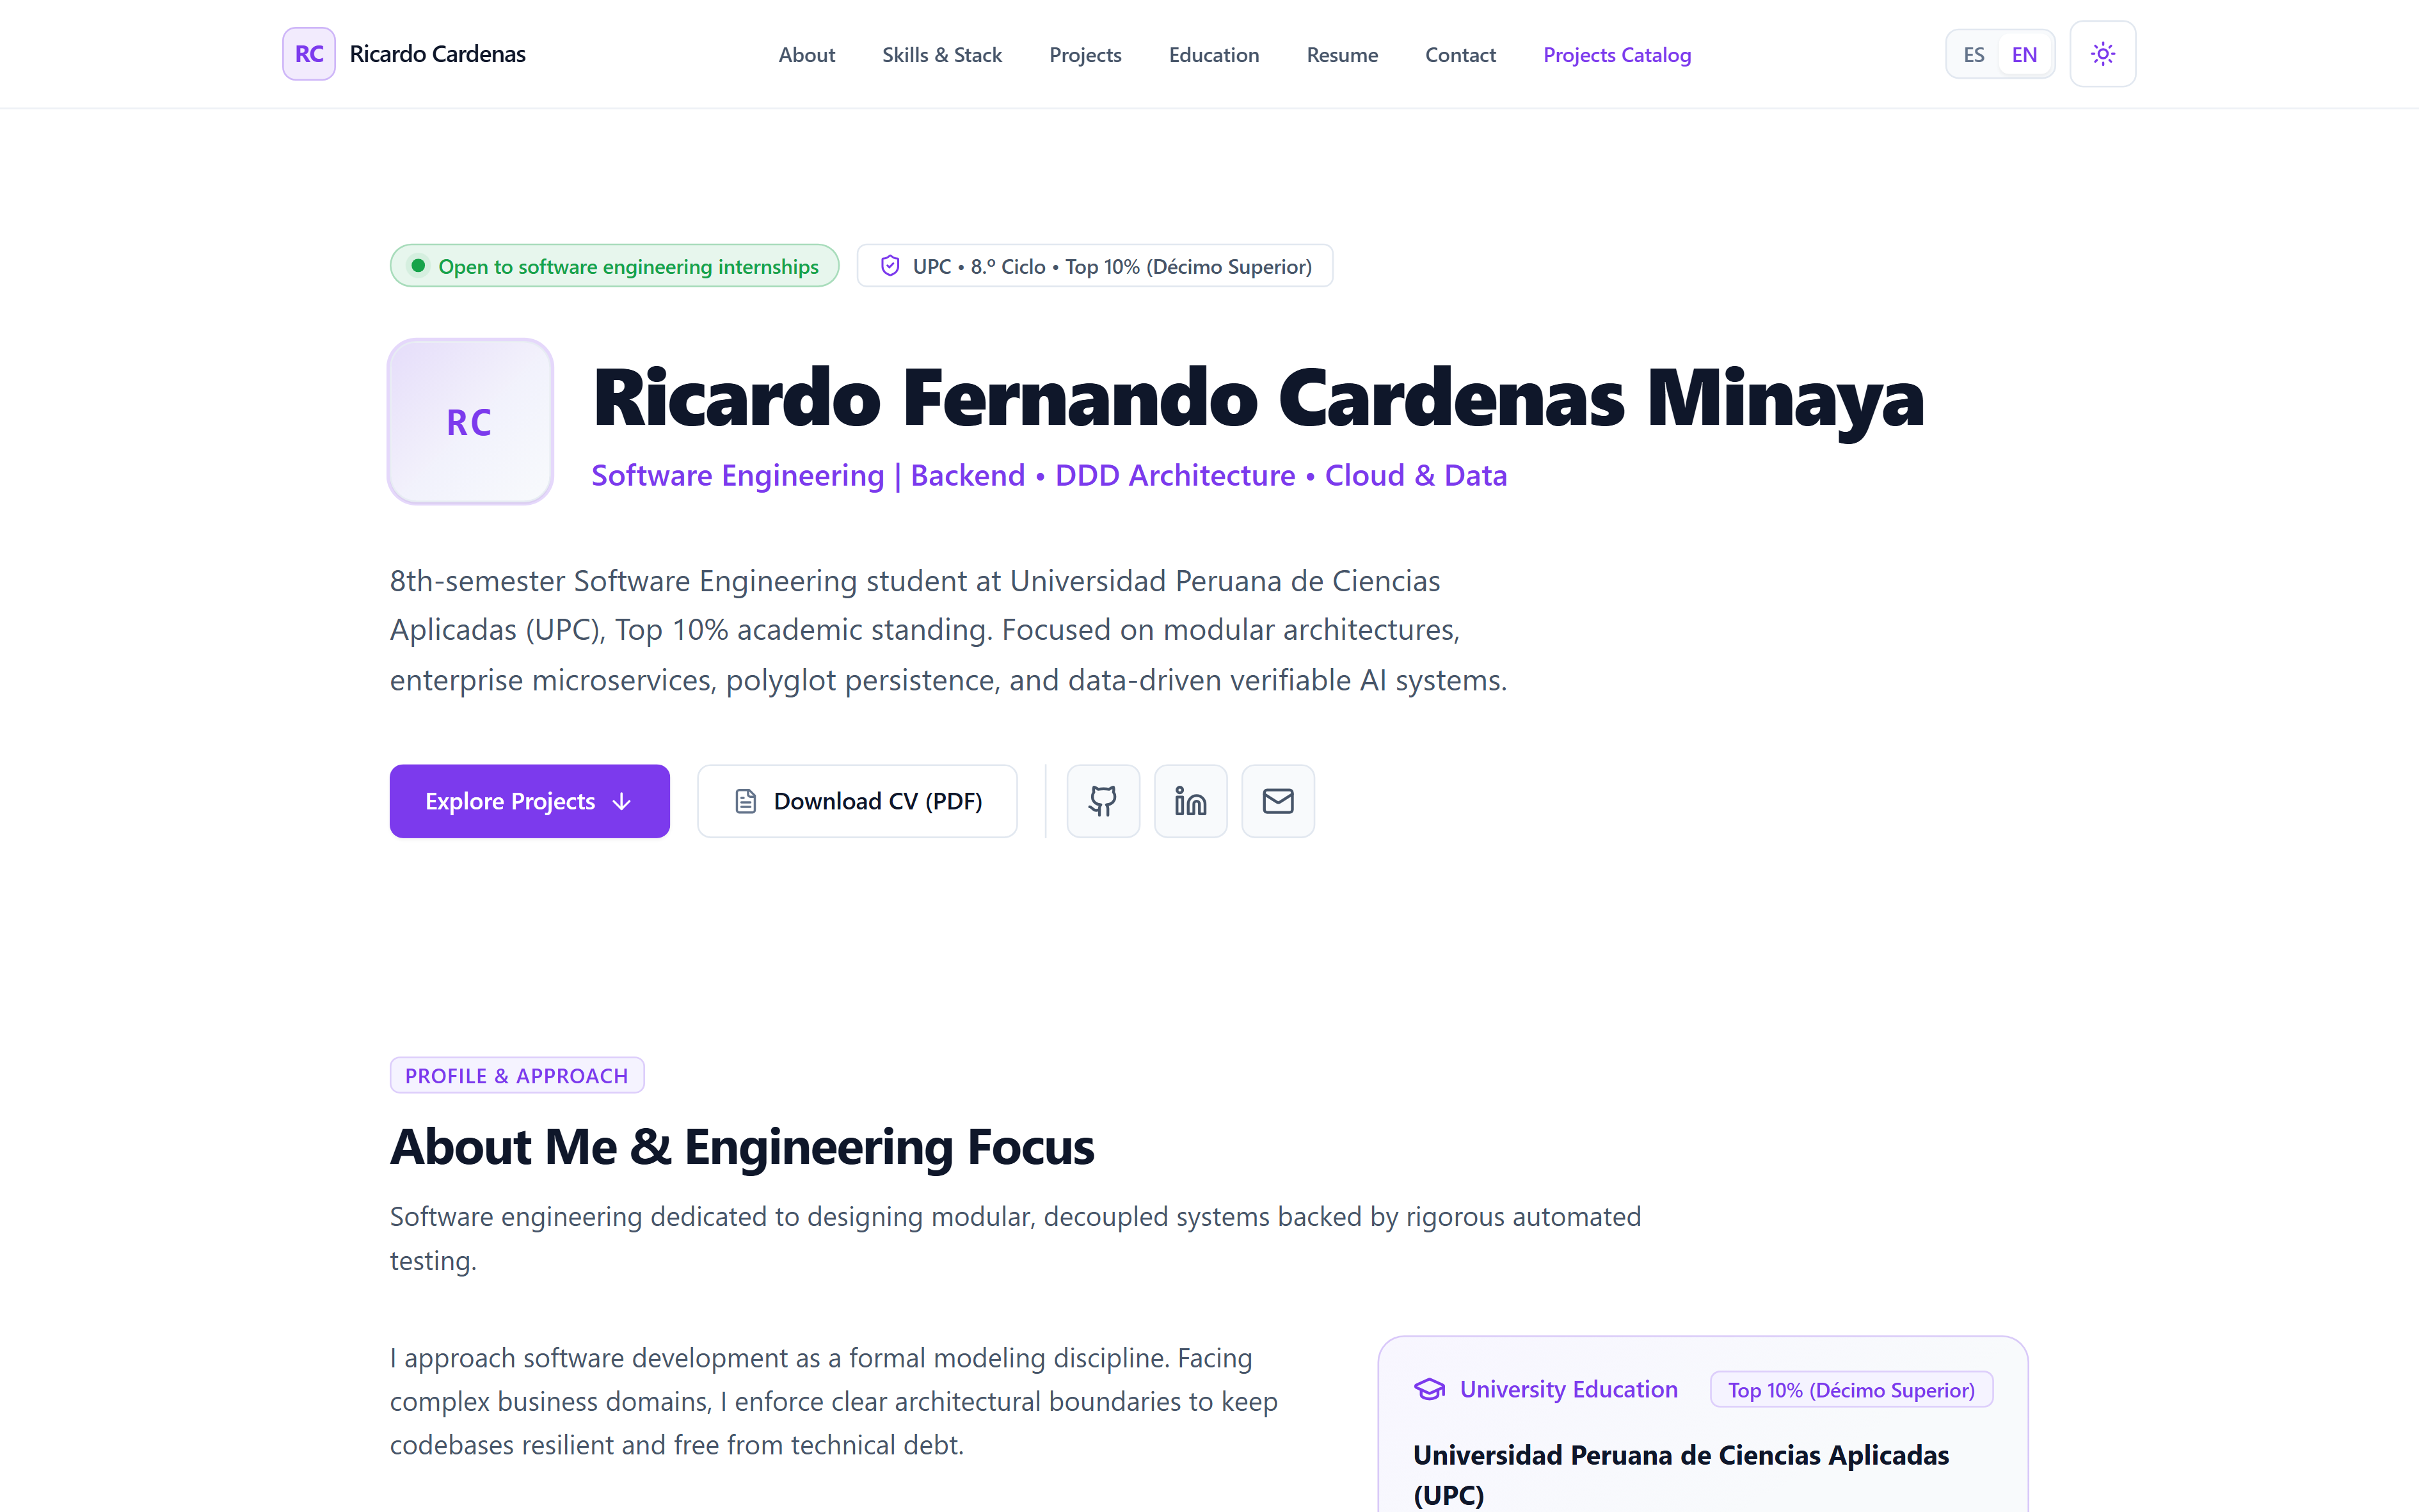 RC Ricardo Cardenas
About Skills & Stack Projects Education Resume Contact Projects Catalog
ES EN
Open to software engineering internships
UPC • 8.º Ciclo • Top 10% (Décimo Superior)
RC
Ricardo Fernando Cardenas Minaya
Software Engineering | Backend • DDD Architecture • Cloud & Data
8th-semester Software Engineering student at Universidad Peruana de Ciencias
Aplicadas (UPC), Top 10% academic standing. Focused on modular architectures,
enterprise microservices, polyglot persistence, and data-driven verifiable AI systems.
Explore Projects
Download CV (PDF)
PROFILE & APPROACH
About Me & Engineering Focus
Software engineering dedicated to designing modular, decoupled systems backed by rigorous automated
testing.
I approach software development as a formal modeling discipline. Facing
complex business domains, I enforce clear architectural boundaries to keep
codebases resilient and free from technical debt.
University Education
Top 10% (Décimo Superior)
Universidad Peruana de Ciencias Aplicadas
(UPC)